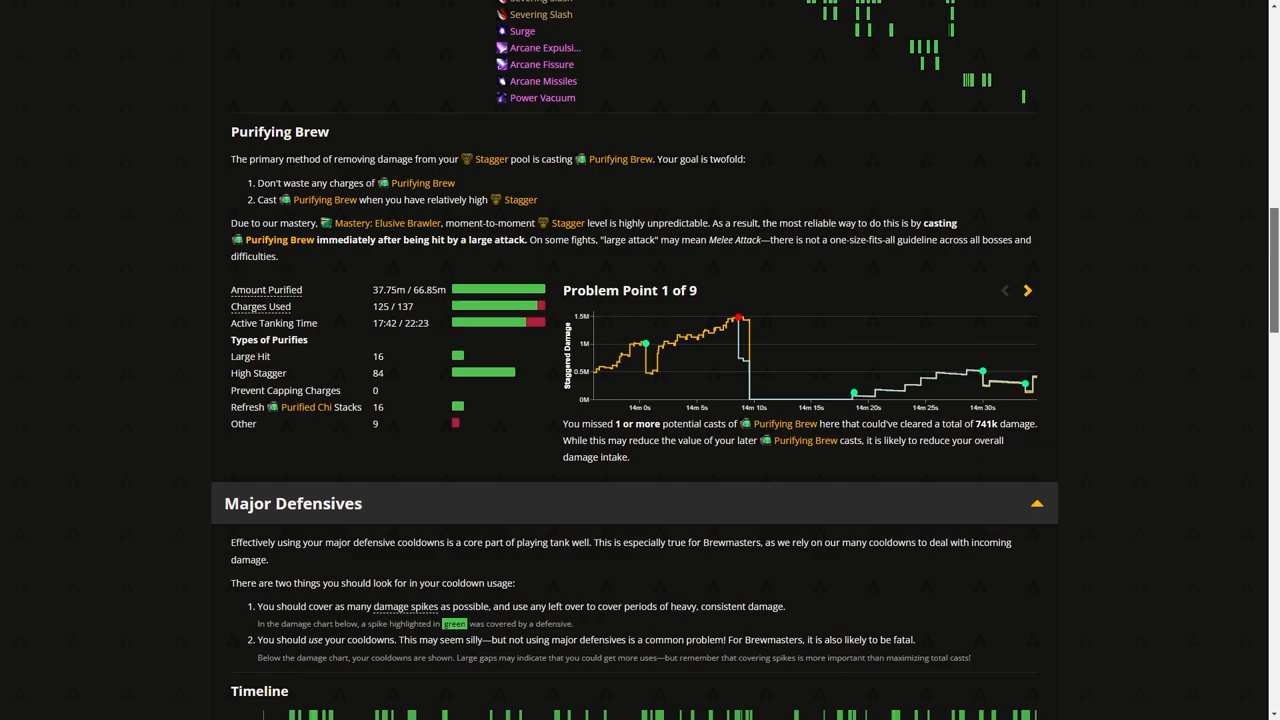 Severing Slash
Surge
Arcane Expulsi...
Arcane Fissure
Arcane Missiles
Power Vacuum
Purifying Brew
The primary method of removing damage from your Stagger pool is casting Purifying Brew. Your goal is twofold:
1. Don't waste any charges of Purifying Brew
2. Cast Purifying Brew when you have relatively high Stagger
Due to our mastery, Mastery: Elusive Brawler, moment-to-moment Stagger level is highly unpredictable. As a result, the most reliable way to do this is by casting
Purifying Brew immediately after being hit by a large attack. On some fights, "large attack" may mean Melee Attack—there is not a one-size-fits-all guideline across all bosses and
difficulties.
Amount Purified 37.75m / 66.85m
Charges Used 125 / 137
Active Tanking Time 17:42 / 22:23
Types of Purifies
Large Hit 16
High Stagger 84
Prevent Capping Charges 0
Refresh Purified Chi Stacks 16
Other 9
Problem Point 1 of 9
Staggered Damage
1.5M
1M
0.5M
0M
14m 0s 14m 5s 14m 10s 14m 15s 14m 20s 14m 25s 14m 30s
You missed 1 or more potential casts of Purifying Brew here that could've cleared a total of 741k damage.
While this may reduce the value of your later Purifying Brew casts, it is likely to reduce your overall
damage intake.
Major Defensives
Effectively using your major defensive cooldowns is a core part of playing tank well. This is especially true for Brewmasters, as we rely on our many cooldowns to deal with incoming
damage.
There are two things you should look for in your cooldown usage:
1. You should cover as many damage spikes as possible, and use any left over to cover periods of heavy, consistent damage.
In the damage chart below, a spike highlighted in green was covered by a defensive.
2. You should use your cooldowns. This may seem silly—but not using major defensives is a common problem! For Brewmasters, it is also likely to be fatal.
Below the damage chart, your cooldowns are shown. Large gaps may indicate that you could get more uses—but remember that covering spikes is more important than maximizing total casts!
Timeline